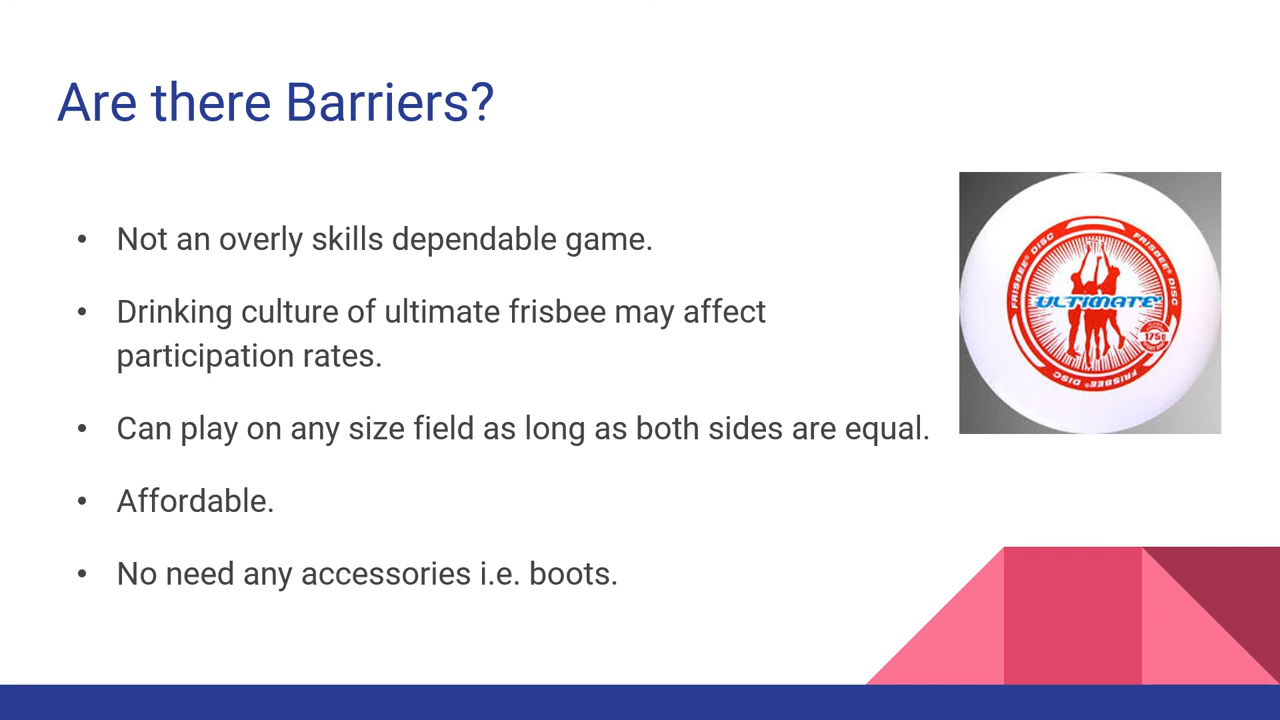 Are there Barriers?
• Not an overly skills dependable game.
• Drinking culture of ultimate frisbee may affect
participation rates.
• Can play on any size field as long as both sides are equal.
• Affordable.
• No need any accessories i.e. boots.
FRISBEE® DISC
FRISBEE® DISC
ULTIMATE
175g
FRISBEE® DISC